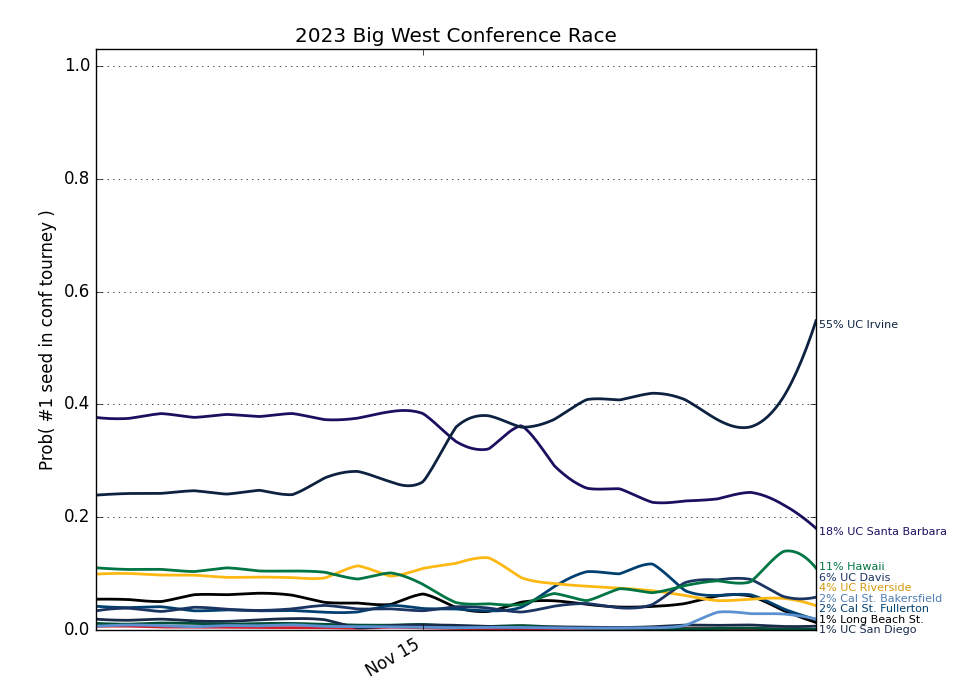 2023 Big West Conference Race
Prob( #1 seed in conf tourney )
1.0
0.8
0.6
0.4
0.2
0.0
Nov 15
55% UC Irvine
18% UC Santa Barbara
11% Hawaii
6% UC Davis
4% UC Riverside
2% Cal St. Bakersfield
2% Cal St. Fullerton
1% Long Beach St.
1% UC San Diego